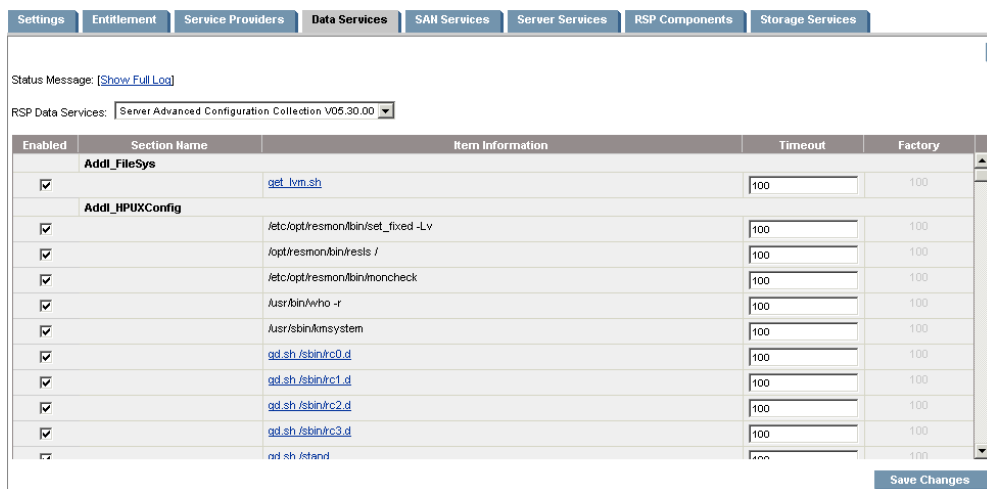 Settings Entitlement Service Providers Data Services SAN Services Server Services RSP Components Storage Services
Status Message: [Show Full Log]
RSP Data Services: Server Advanced Configuration Collection V05.30.00
Enabled Section Name Item Information Timeout Factory
Addl_FileSys
get_lvm.sh 100 100
Addl_HPUXConfig
/etc/opt/resmon/lbin/set_fixed -Lv 100 100
/opt/resmon/bin/resls / 100 100
/etc/opt/resmon/lbin/moncheck 100 100
/usr/bin/who -r 100 100
/usr/sbin/kmsystem 100 100
gd.sh /sbin/rc0.d 100 100
gd.sh /sbin/rc1.d 100 100
gd.sh /sbin/rc2.d 100 100
gd.sh /sbin/rc3.d 100 100
gd.sh /stand 100 100
Save Changes